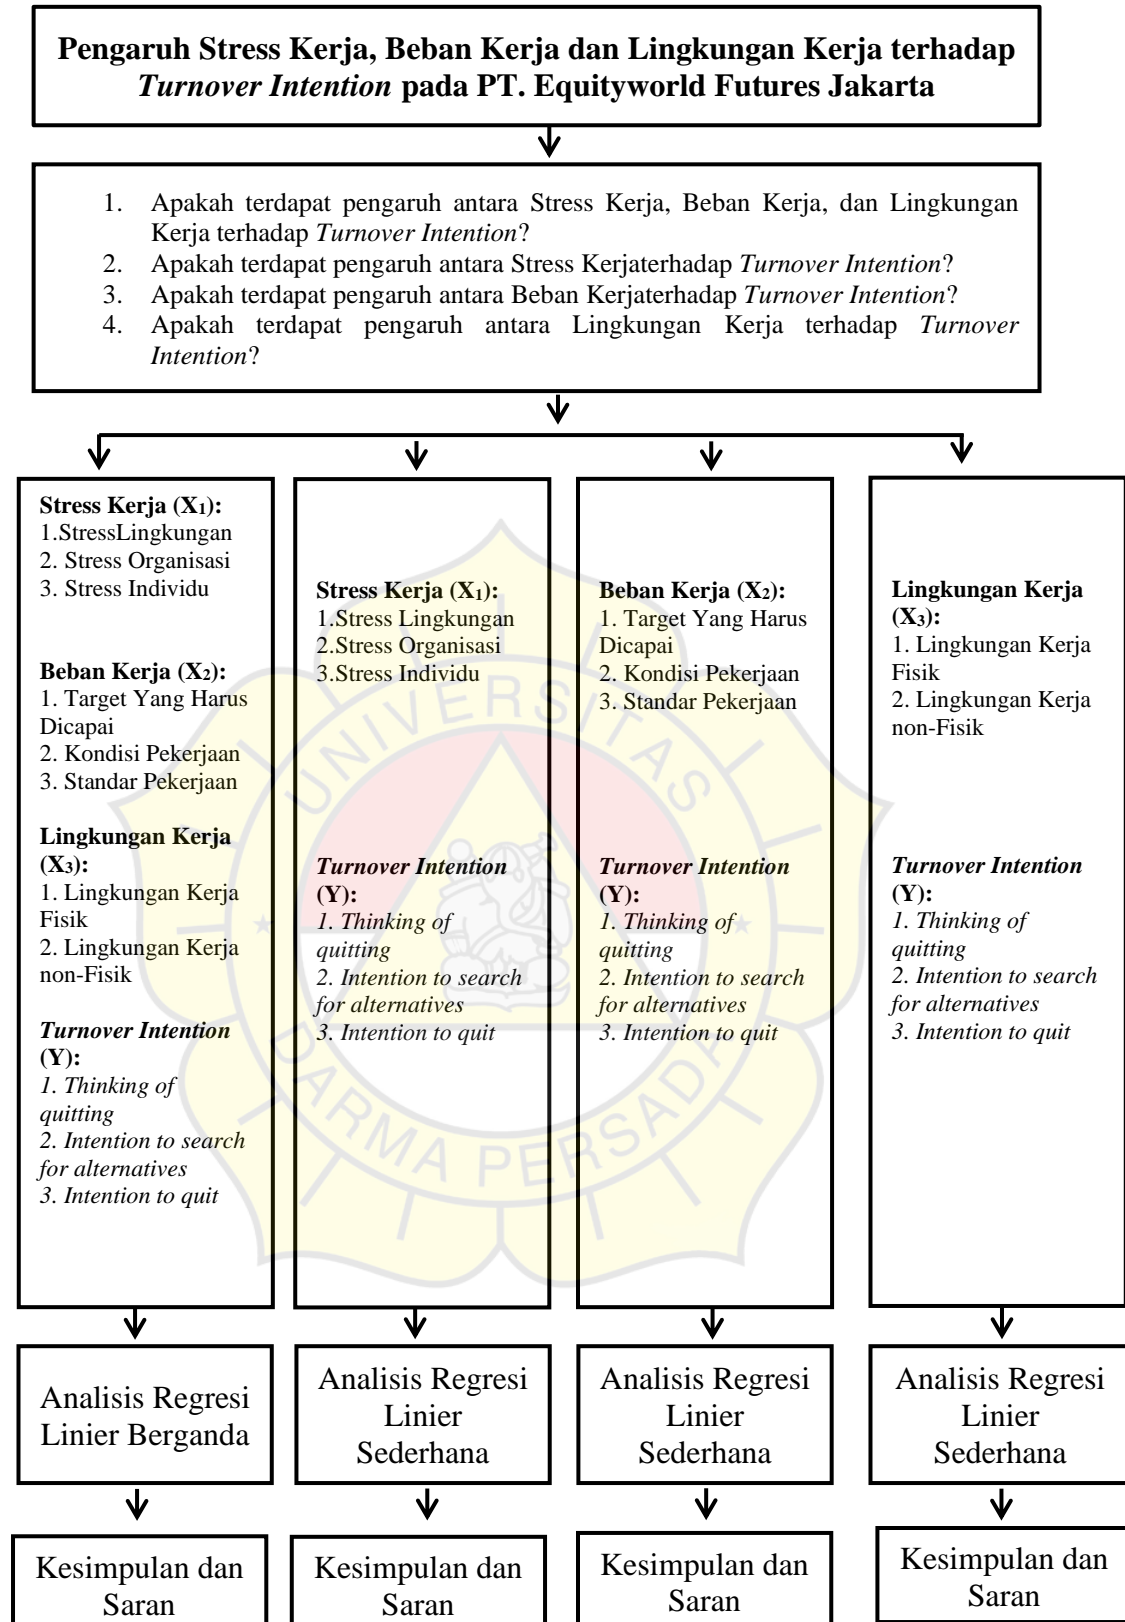 Pengaruh Stress Kerja, Beban Kerja dan Lingkungan Kerja terhadap
Turnover Intention pada PT. Equityworld Futures Jakarta
1. Apakah terdapat pengaruh antara Stress Kerja, Beban Kerja, dan Lingkungan
Kerja terhadap Turnover Intention?
2. Apakah terdapat pengaruh antara Stress Kerjaterhadap Turnover Intention?
3. Apakah terdapat pengaruh antara Beban Kerjaterhadap Turnover Intention?
4. Apakah terdapat pengaruh antara Lingkungan Kerja terhadap Turnover
Intention?
Stress Kerja (X1):
1.StressLingkungan
2. Stress Organisasi
3. Stress Individu
Beban Kerja (X2):
1. Target Yang Harus
Dicapai
2. Kondisi Pekerjaan
3. Standar Pekerjaan
Lingkungan Kerja
(X3):
1. Lingkungan Kerja
Fisik
2. Lingkungan Kerja
non-Fisik
Turnover Intention
(Y):
1. Thinking of
quitting
2. Intention to search
for alternatives
3. Intention to quit
Stress Kerja (X1):
1.Stress Lingkungan
2.Stress Organisasi
3.Stress Individu
Turnover Intention
(Y):
1. Thinking of
quitting
2. Intention to search
for alternatives
3. Intention to quit
Beban Kerja (X2):
1. Target Yang Harus
Dicapai
2. Kondisi Pekerjaan
3. Standar Pekerjaan
Turnover Intention
(Y):
1. Thinking of
quitting
2. Intention to search
for alternatives
3. Intention to quit
Lingkungan Kerja
(X3):
1. Lingkungan Kerja
Fisik
2. Lingkungan Kerja
non-Fisik
Turnover Intention
(Y):
1. Thinking of
quitting
2. Intention to search
for alternatives
3. Intention to quit
UNIVERSITAS
DARMA PERSADA
Analisis Regresi
Linier Berganda
Analisis Regresi
Linier
Sederhana
Analisis Regresi
Linier
Sederhana
Analisis Regresi
Linier
Sederhana
Kesimpulan dan
Saran
Kesimpulan dan
Saran
Kesimpulan dan
Saran
Kesimpulan dan
Saran